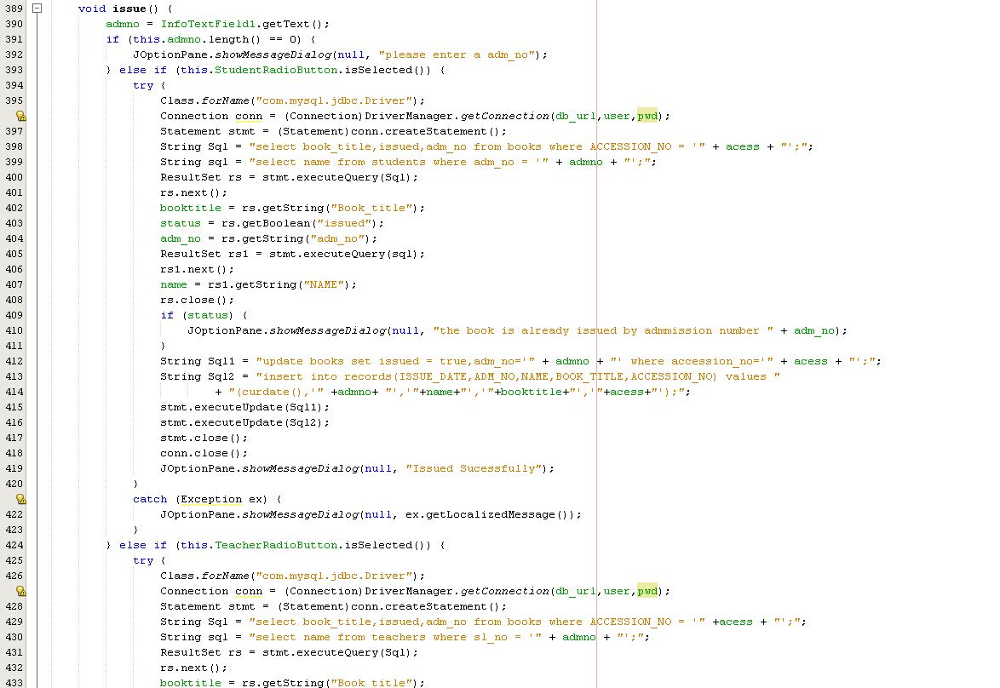 389 void issue() {
390 admno = InfoTextField1.getText();
391 if (this.admno.length() == 0) {
392 JOptionPane.showMessageDialog(null, "please enter a adm_no");
393 } else if (this.StudentRadioButton.isSelected()) {
394 try {
395 Class.forName("com.mysql.jdbc.Driver");
Connection conn = (Connection)DriverManager.getConnection(db_url,user,pwd);
397 Statement stmt = (Statement)conn.createStatement();
398 String Sql = "select book_title,issued,adm_no from books where ACCESSION_NO = '" + acess + "';";
399 String sql = "select name from students where adm_no = '" + admno + "';";
400 ResultSet rs = stmt.executeQuery(Sql);
401 rs.next();
402 booktitle = rs.getString("Book_title");
403 status = rs.getBoolean("issued");
404 adm_no = rs.getString("adm_no");
405 ResultSet rs1 = stmt.executeQuery(sql);
406 rs1.next();
407 name = rs1.getString("NAME");
408 rs.close();
409 if (status) {
410 JOptionPane.showMessageDialog(null, "the book is already issued by admmission number " + adm_no);
411 }
412 String Sql1 = "update books set issued = true,adm_no='" + admno + "' where accession_no='" + acess + "';";
413 String Sql2 = "insert into records(ISSUE_DATE,ADM_NO,NAME,BOOK_TITLE,ACCESSION_NO) values "
414 + "(curdate(),'" +admno+ "','"+name+"','"+booktitle+"','"+acess+"');";
415 stmt.executeUpdate(Sql1);
416 stmt.executeUpdate(Sql2);
417 stmt.close();
418 conn.close();
419 JOptionPane.showMessageDialog(null, "Issued Sucessfully");
420 }
catch (Exception ex) {
422 JOptionPane.showMessageDialog(null, ex.getLocalizedMessage());
423 }
424 } else if (this.TeacherRadioButton.isSelected()) {
425 try {
426 Class.forName("com.mysql.jdbc.Driver");
Connection conn = (Connection)DriverManager.getConnection(db_url,user,pwd);
428 Statement stmt = (Statement)conn.createStatement();
429 String Sql = "select book_title,issued,adm_no from books where ACCESSION_NO = '" +acess + "';";
430 String sql = "select name from teachers where sl_no = '" + admno + "';";
431 ResultSet rs = stmt.executeQuery(Sql);
432 rs.next();
433 booktitle = rs.getString("Book title");